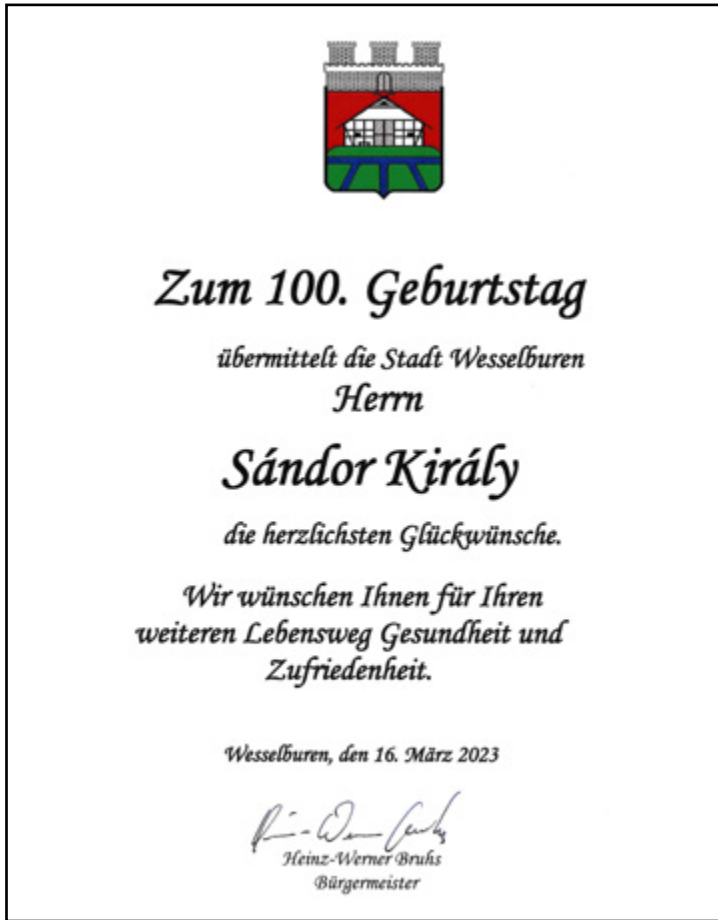 Zum 100. Geburtstag
übermittelt die Stadt Wesselburen
Herrn
Sándor Király
die herzlichsten Glückwünsche.
Wir wünschen Ihnen für Ihren
weiteren Lebensweg Gesundheit und
Zufriedenheit.
Wesselburen, den 16. März 2023
Heinz-Werner Bruhs
Bürgermeister